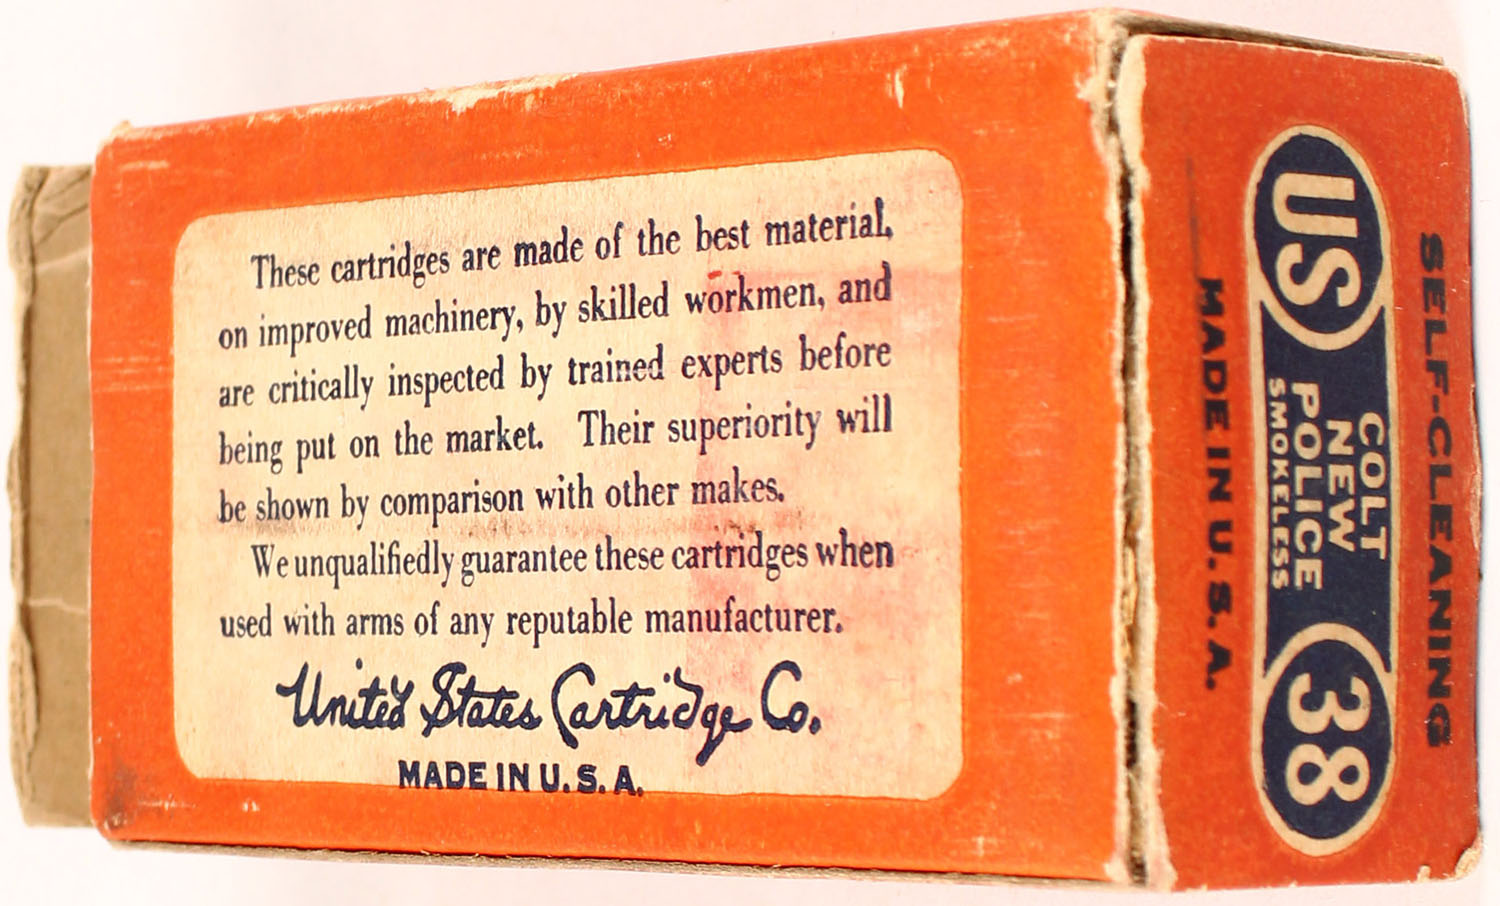 These cartridges are made of the best material,
on improved machinery, by skilled workmen, and
are critically inspected by trained experts before
being put on the market. Their superiority will
be shown by comparison with other makes.
We unqualifiedly guarantee these cartridges when
used with arms of any reputable manufacturer.
United States Cartridge Co.
MADE IN U.S.A.
SELF-CLEANING
US
COLT
NEW
POLICE
SMOKELESS
38
MADE IN U.S.A.